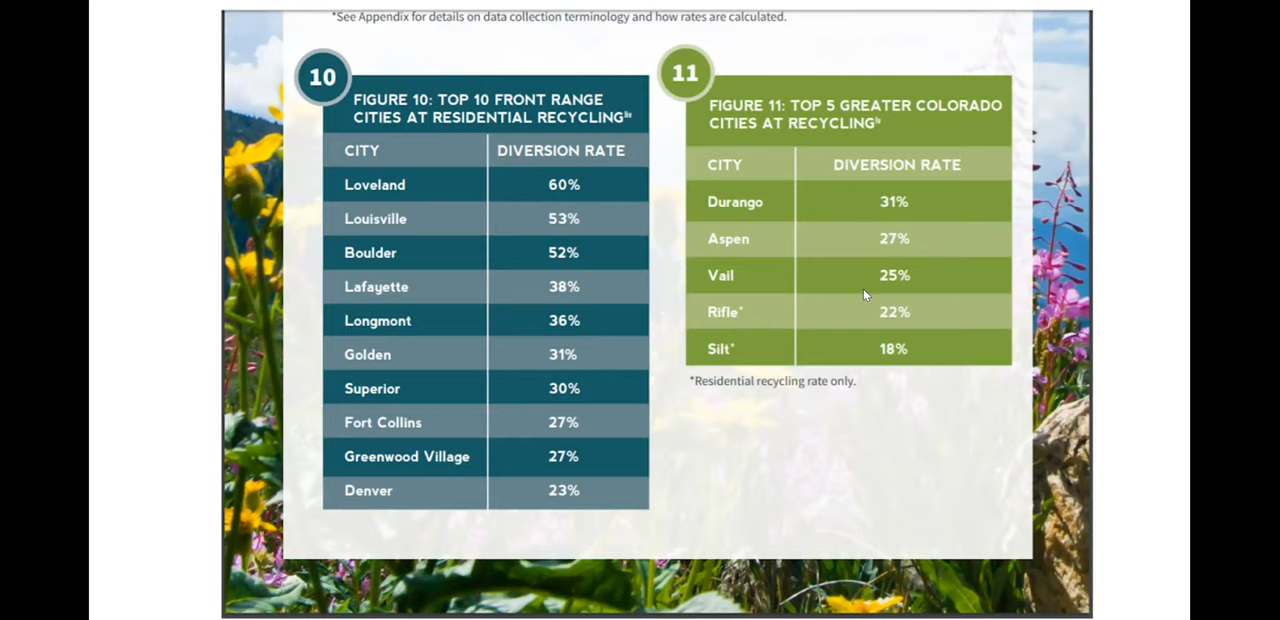 *See Appendix for details on data collection terminology and how rates are calculated.
10
FIGURE 10: TOP 10 FRONT RANGE
CITIES AT RESIDENTIAL RECYCLING
CITY DIVERSION RATE
Loveland 60%
Louisville 53%
Boulder 52%
Lafayette 38%
Longmont 36%
Golden 31%
Superior 30%
Fort Collins 27%
Greenwood Village 27%
Denver 23%
11
FIGURE 11: TOP 5 GREATER COLORADO
CITIES AT RECYCLING
CITY DIVERSION RATE
Durango 31%
Aspen 27%
Vail 25%
Rifle* 22%
Silt* 18%
*Residential recycling rate only.